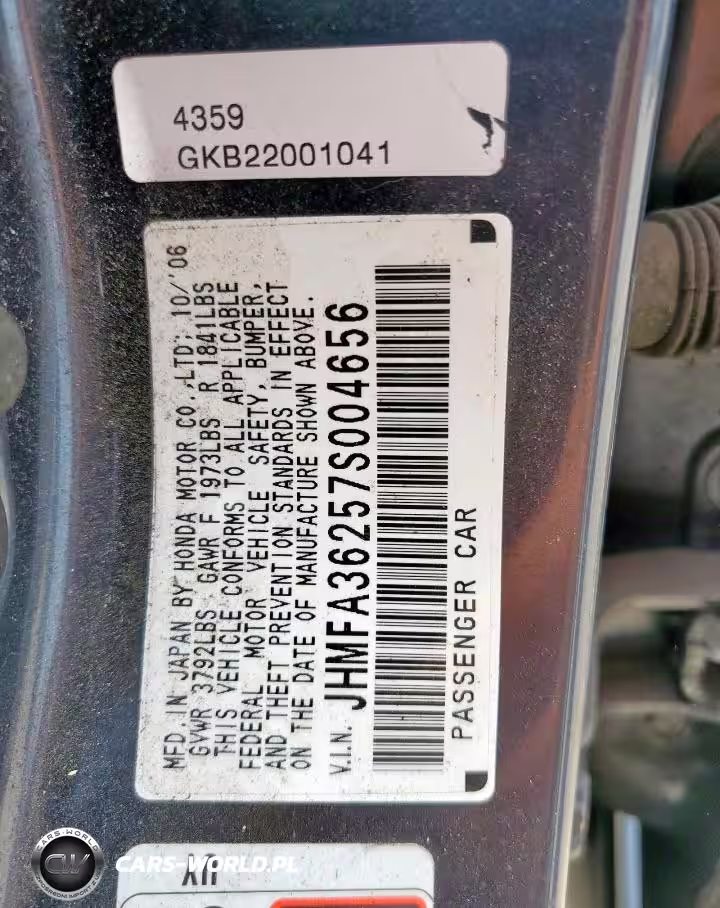 4359
GKB22001041
MFD. IN JAPAN BY HONDA MOTOR CO.,LTD; 10/'06
GVWR 3792LBS GAWR F 1973LBS R 1841LBS
THIS VEHICLE CONFORMS TO ALL APPLICABLE
FEDERAL MOTOR VEHICLE SAFETY, BUMPER,
AND THEFT PREVENTION STANDARDS IN EFFECT
ON THE DATE OF MANUFACTURE SHOWN ABOVE.
V.I.N. JHMFA36257S004656
PASSENGER CAR
CARS-WORLD
CARS-WORLD.PL